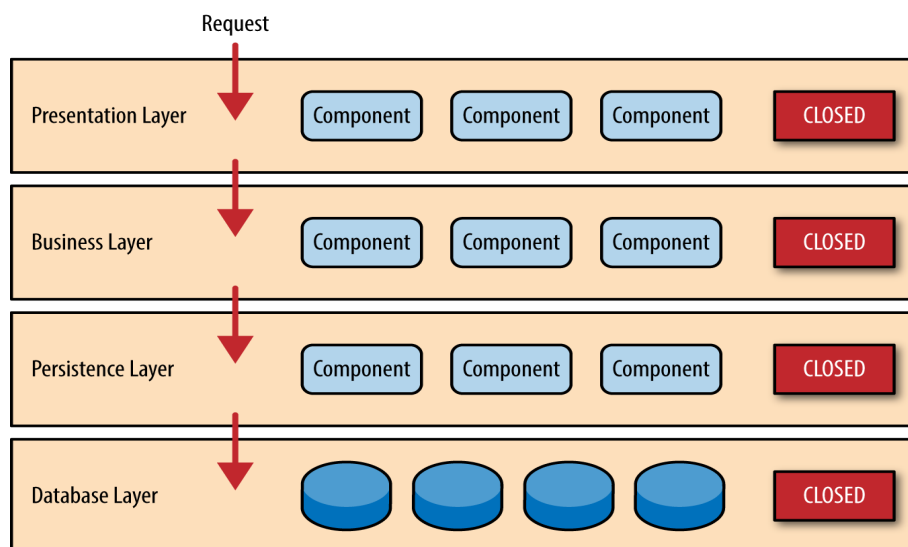 Request
Presentation Layer
Component
Component
Component
CLOSED
Business Layer
Component
Component
Component
CLOSED
Persistence Layer
Component
Component
Component
CLOSED
Database Layer
CLOSED